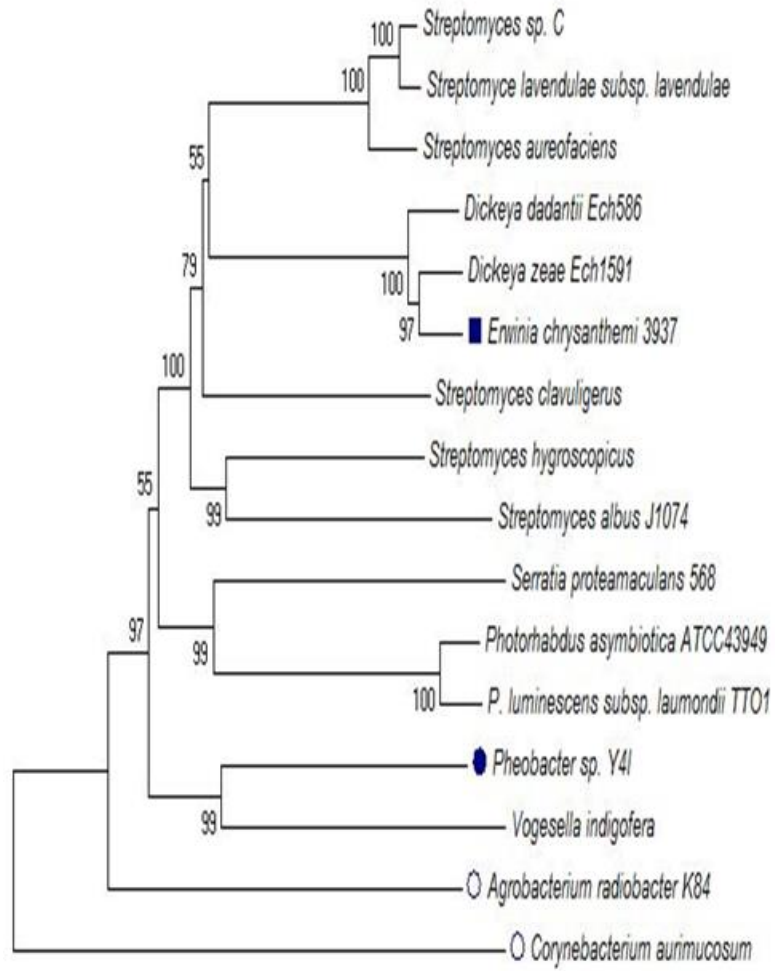 100
Streptomyces sp. C
100
Streptomyce lavendulae subsp. lavendulae
55
Streptomyces aureofaciens
Dickeya dadantii Ech586
79
100
Dickeya zeae Ech1591
97
Erwinia chrysanthemi 3937
100
Streptomyces clavuligerus
Streptomyces hygroscopicus
55
99
Streptomyces albus J1074
Serratia proteamaculans 568
97
99
Photorhabdus asymbiotica ATCC43949
100
P. luminescens subsp. laumondii TTO1
Pheobacter sp. Y4I
99
Vogesella indigofera
Agrobacterium radiobacter K84
Corynebacterium aurimucosum